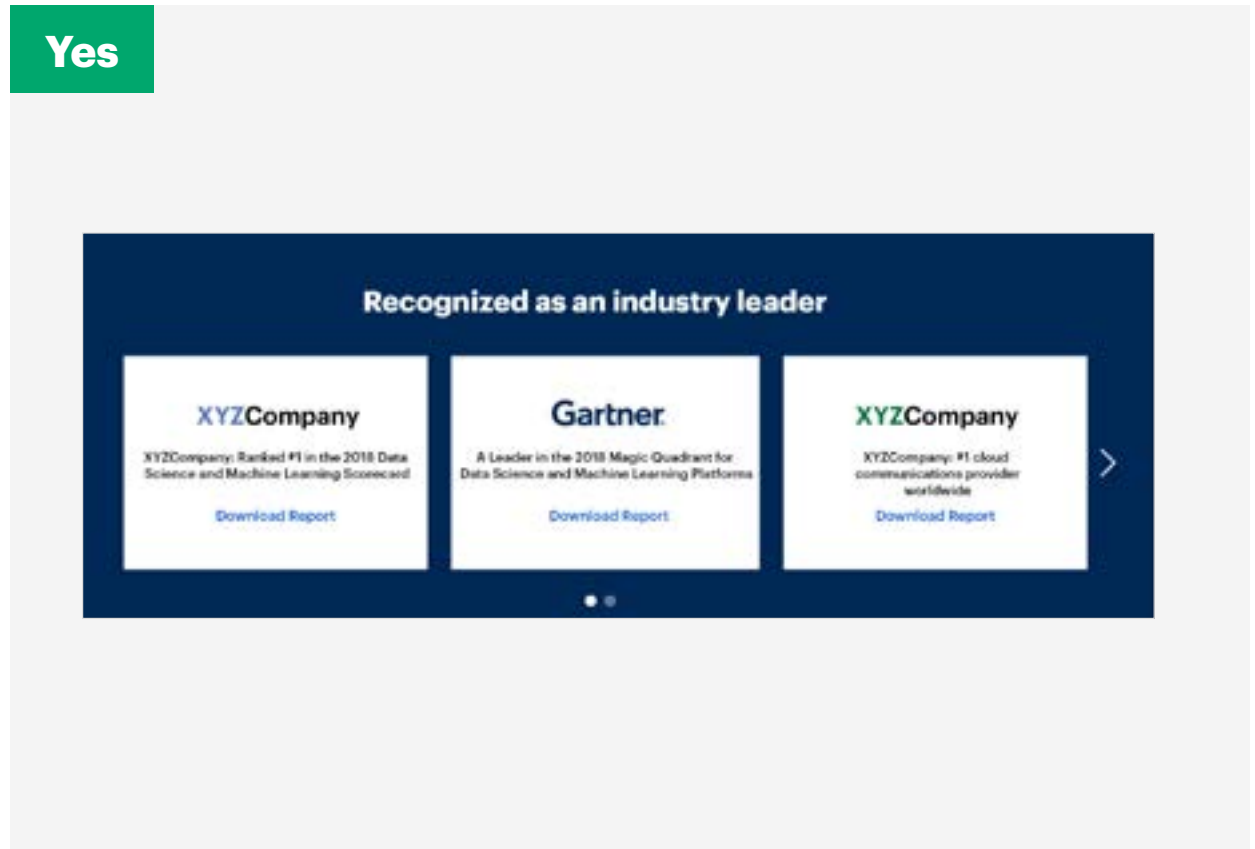 Yes
Recognized as an industry leader
XYZCompany
XYZCompany: Ranked #1 in the 2018 Data
Science and Machine Learning Scorecard
Download Report
Gartner
A Leader in the 2018 Magic Quadrant for
Data Science and Machine Learning Platforms
Download Report
XYZCompany
XYZCompany: #1 cloud
communications provider
worldwide
Download Report